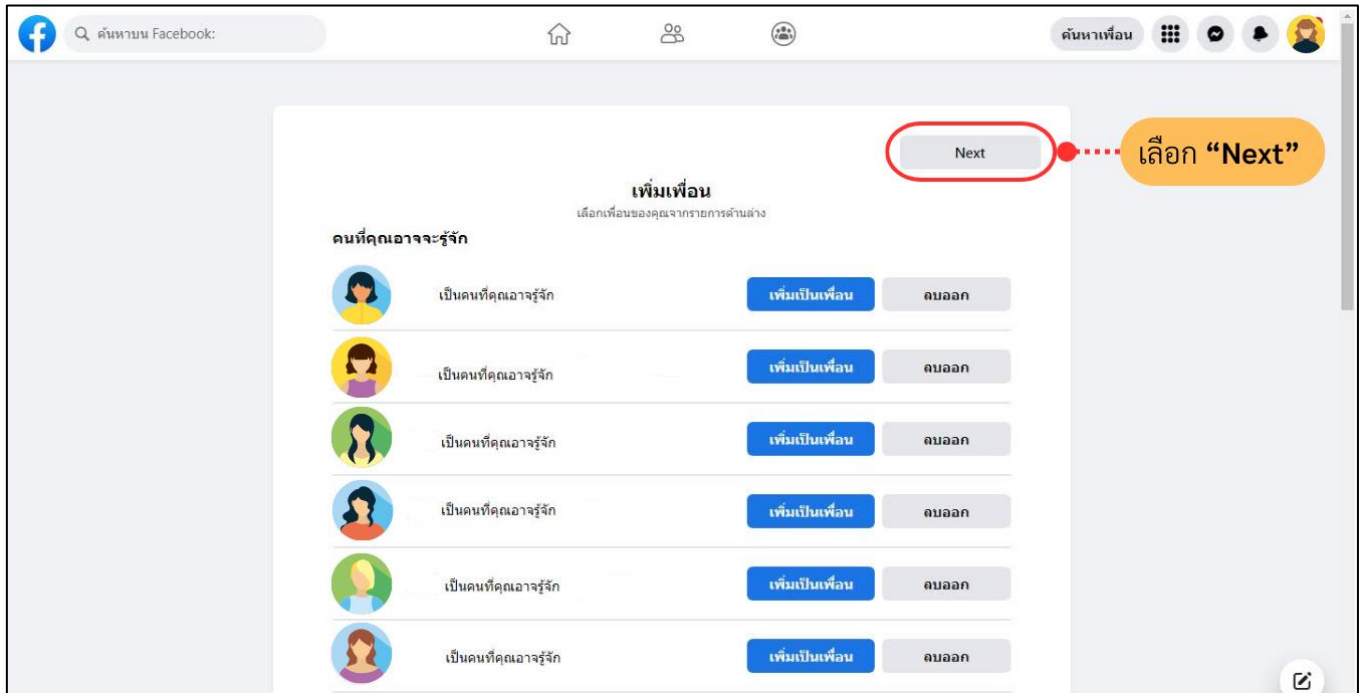 ค้นหาบน Facebook:
ค้นหาเพื่อน
Next
เลือก “Next”
เพิ่มเพื่อน
เลือกเพื่อนของคุณจากรายการด้านล่าง
คนที่คุณอาจจะรู้จัก
เป็นคนที่คุณอาจรู้จัก เพิ่มเป็นเพื่อน ลบออก
เป็นคนที่คุณอาจรู้จัก เพิ่มเป็นเพื่อน ลบออก
เป็นคนที่คุณอาจรู้จัก เพิ่มเป็นเพื่อน ลบออก
เป็นคนที่คุณอาจรู้จัก เพิ่มเป็นเพื่อน ลบออก
เป็นคนที่คุณอาจรู้จัก เพิ่มเป็นเพื่อน ลบออก
เป็นคนที่คุณอาจรู้จัก เพิ่มเป็นเพื่อน ลบออก